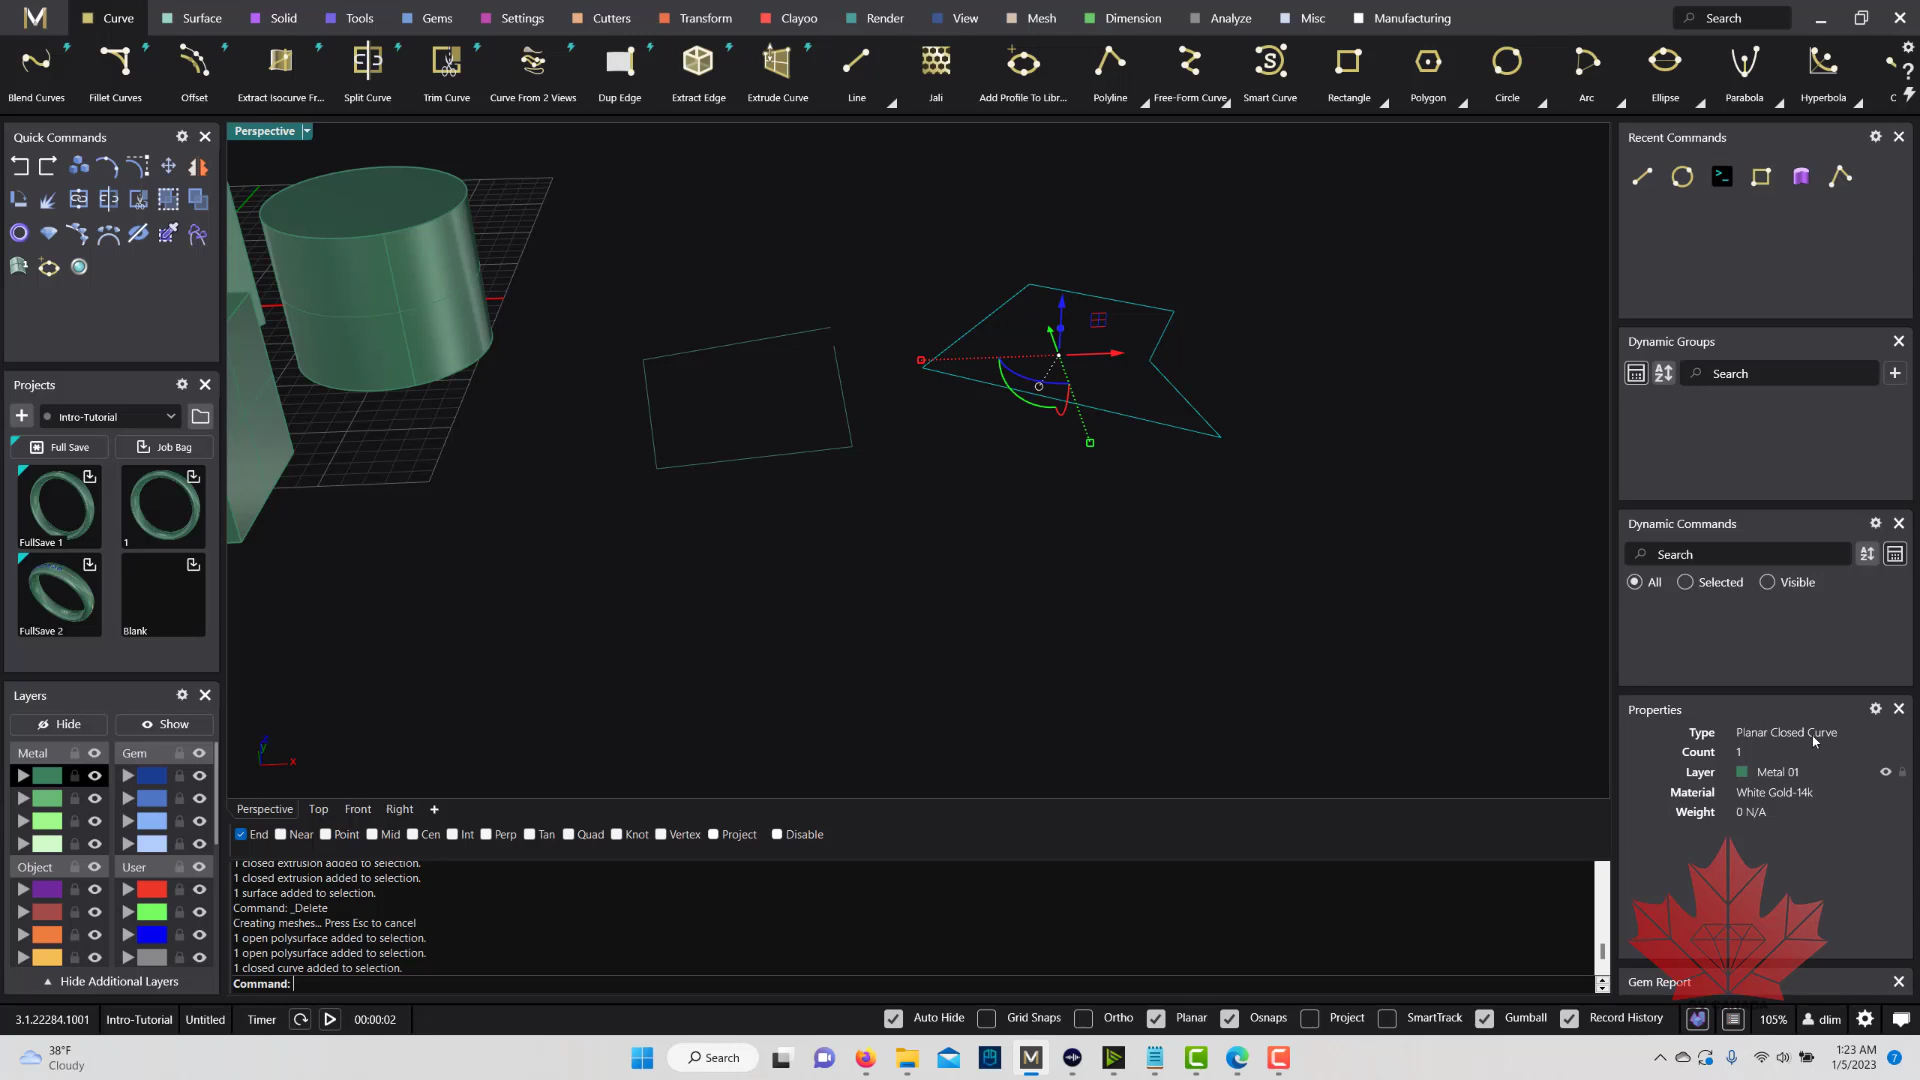 Curve Surface Solid Tools Gems Settings Cutters Transform Clayoo Render View Mesh Dimension Analyze Misc Manufacturing Search
Blend Curves Fillet Curves Offset Extract Isocurve Fr... Split Curve Trim Curve Curve From 2 Views Dup Edge Extract Edge Extrude Curve Line Jali Add Profile To Libr... Polyline Free-Form Curve Smart Curve Rectangle Polygon Circle Arc Ellipse Parabola Hyperbola
Quick Commands
Perspective
Recent Commands
Dynamic Groups
Search
Projects
Intro-Tutorial
Full Save Job Bag
FullSave 1 1
FullSave 2 Blank
Dynamic Commands
Search
All Selected Visible
Layers
Hide Show
Metal Gem
Object User
Hide Additional Layers
Properties
Type Planar Closed Curve
Count 1
Layer Metal 01
Material White Gold-14k
Weight 0 N/A
Gem Report
y x
Perspective Top Front Right
End Near Point Mid Cen Int Perp Tan Quad Knot Vertex Project Disable
1 closed extrusion added to selection.
1 closed extrusion added to selection.
1 surface added to selection.
Command: _Delete
Creating meshes... Press Esc to cancel
1 open polysurface added to selection.
1 open polysurface added to selection.
1 closed curve added to selection.
Command:
3.1.22284.1001 Intro-Tutorial Untitled Timer 00:00:02 Auto Hide Grid Snaps Ortho Planar Osnaps Project SmartTrack Gumball Record History 105% dlim
38°F
Cloudy
Search
1:23 AM
1/5/2023
7